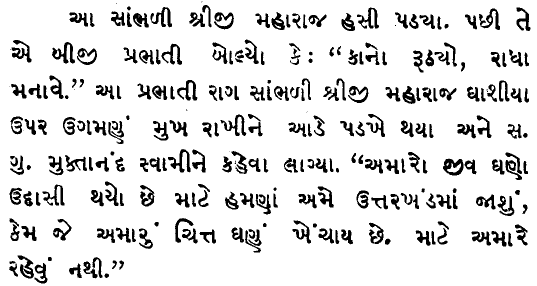 આ સાંભળી શ્રીજી મહારાજ હસી પડયા. પછી તે
એ બીજી પ્રભાતી બોલ્યો કે: “કાનો રૂઠયો, રાધા
મનાવે.” આ પ્રભાતી રાગ સાંભળી શ્રીજી મહારાજ ઘાશીયા
ઉપર ઉગમણું મુખ રાખીને આડે પડખે થયા અને સ.
ગુ. મુક્તાનંદ સ્વામીને કહેવા લાગ્યા. “અમારો જીવ ઘણો
ઉદાસી થયો છે માટે હમણાં અમે ઉત્તરખંડમાં જાશું,
કેમ જે અમારું ચિત્ત ઘણું ખેંચાય છે. માટે અમારે
રહેવું નથી.”